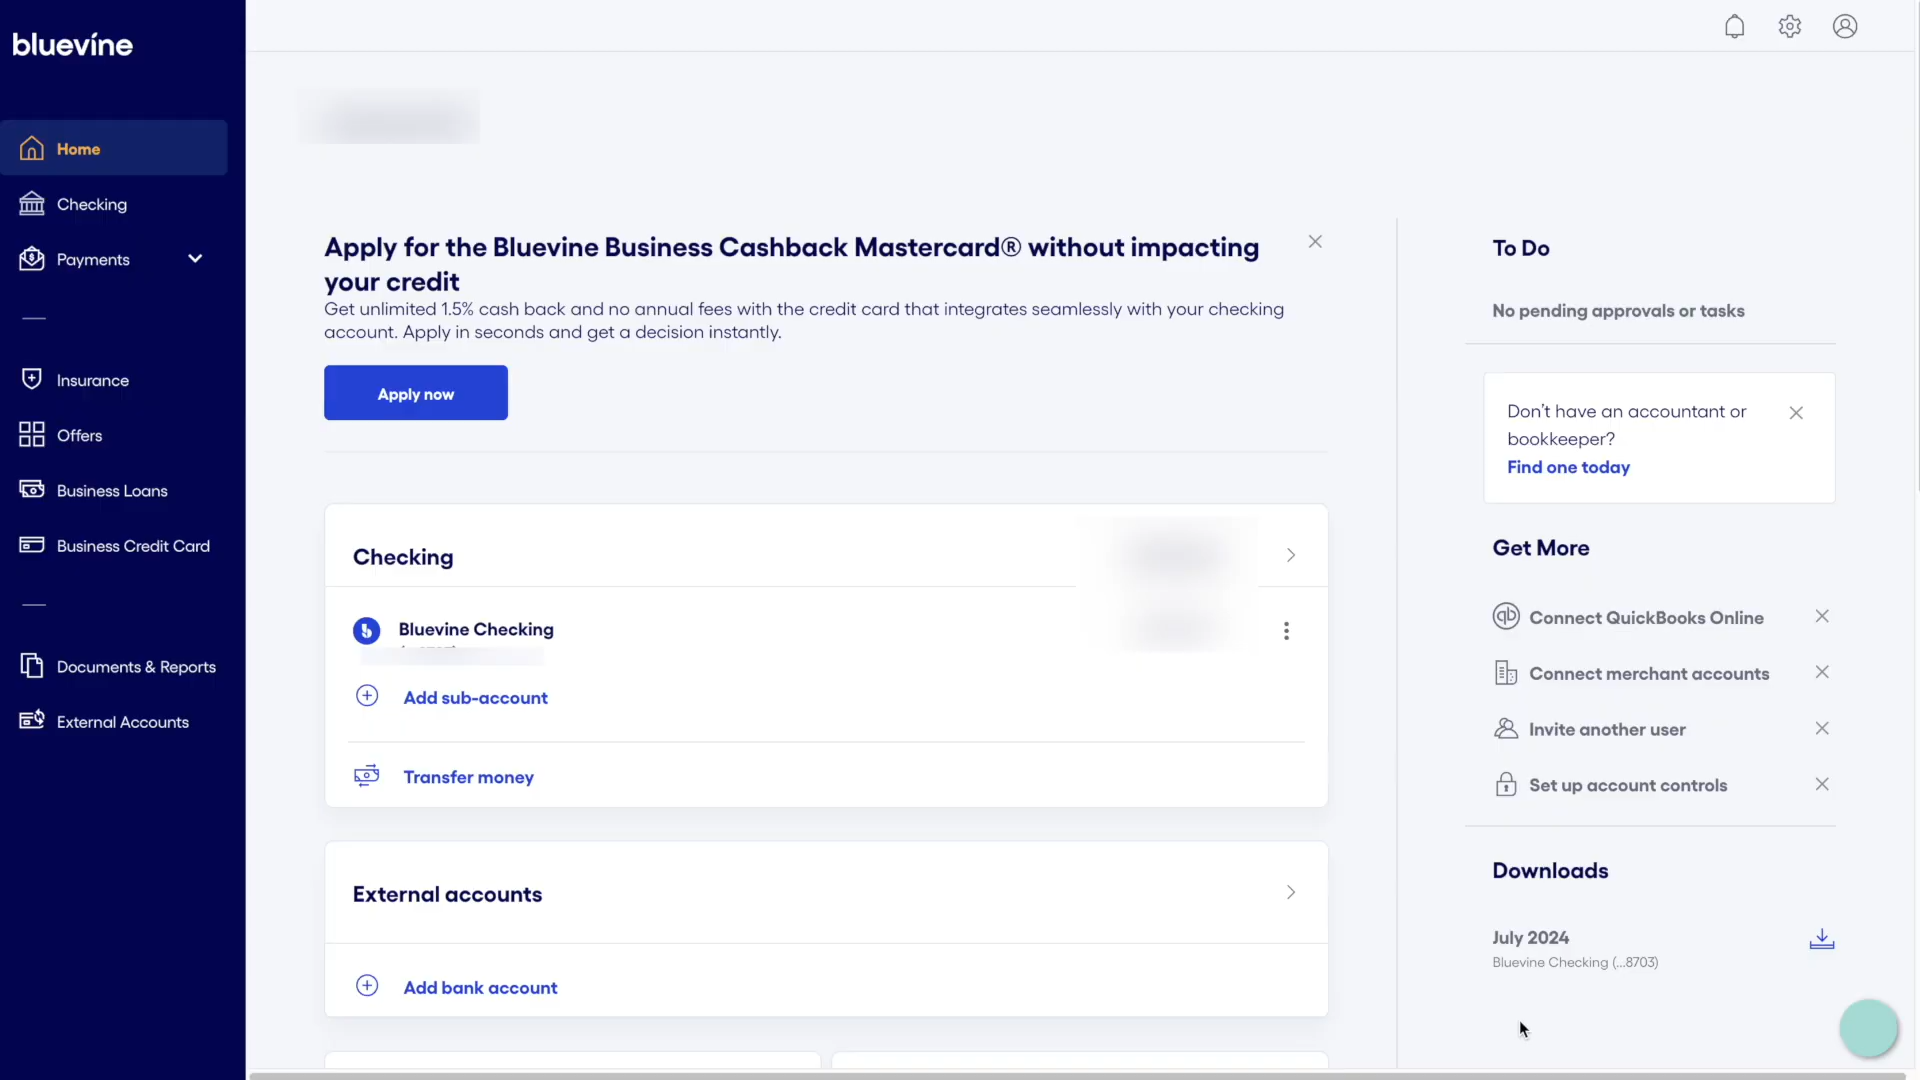 bluevine
Home
Checking
Payments
Insurance
Offers
Business Loans
Business Credit Card
Documents & Reports
External Accounts
Apply for the Bluevine Business Cashback Mastercard® without impacting
your credit
Get unlimited 1.5% cash back and no annual fees with the credit card that integrates seamlessly with your checking
account. Apply in seconds and get a decision instantly.
Apply now
Checking
Bluevine Checking
Add sub-account
Transfer money
External accounts
Add bank account
To Do
No pending approvals or tasks
Don't have an accountant or
bookkeeper?
Find one today
Get More
Connect QuickBooks Online
Connect merchant accounts
Invite another user
Set up account controls
Downloads
July 2024
Bluevine Checking (...8703)